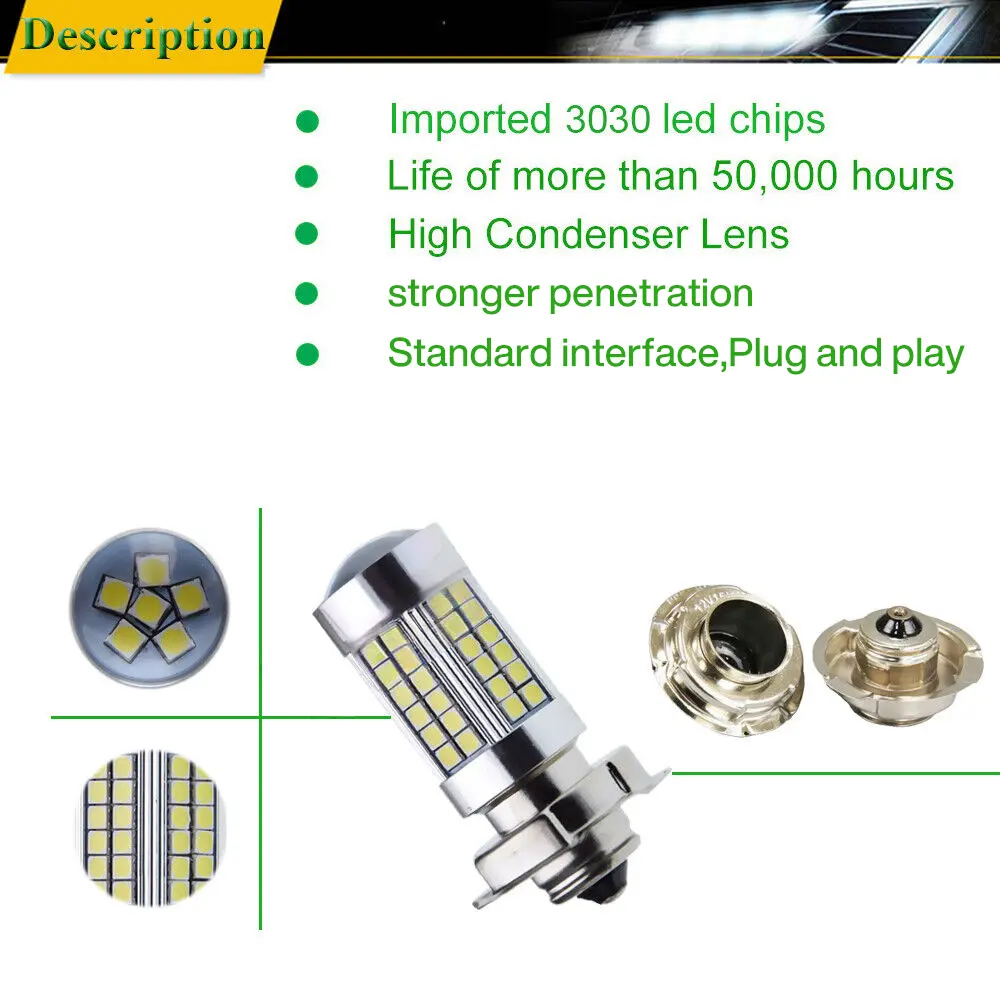 Description
Imported 3030 led chips
Life of more than 50,000 hours
High Condenser Lens
stronger penetration
Standard interface,Plug and play